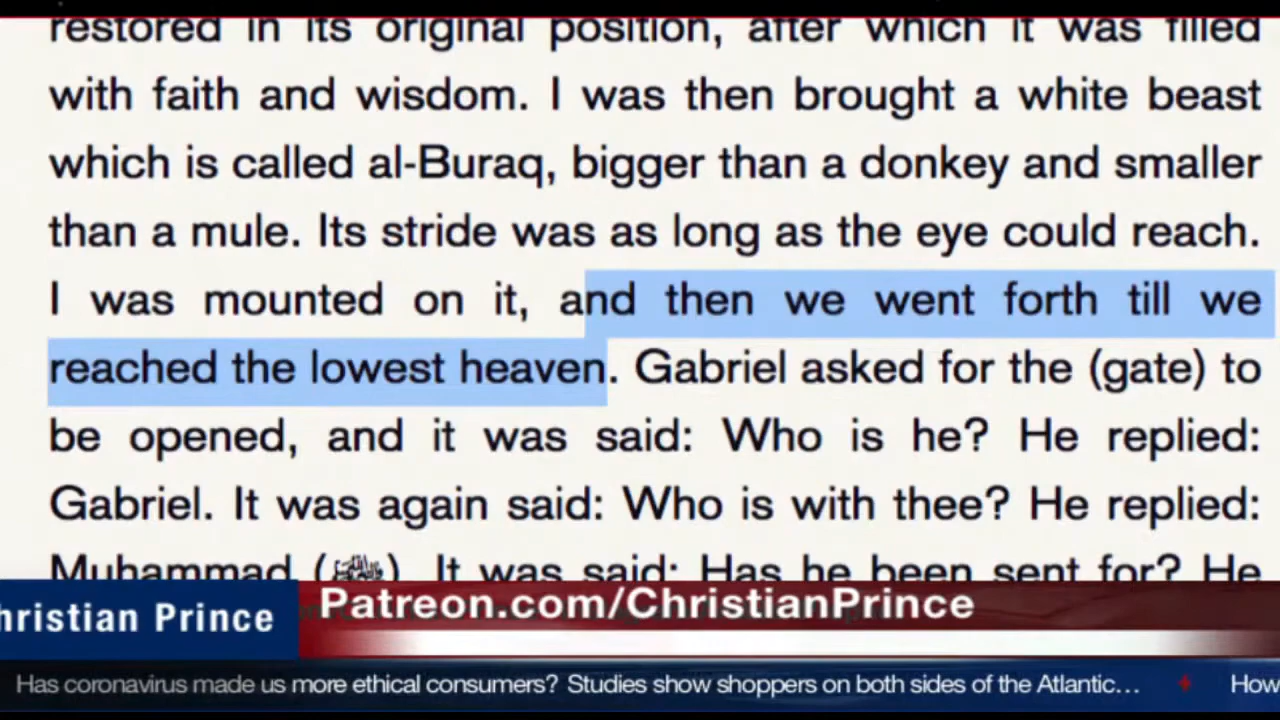 restored in its original position, after which it was filled
with faith and wisdom. I was then brought a white beast
which is called al-Buraq, bigger than a donkey and smaller
than a mule. Its stride was as long as the eye could reach.
I was mounted on it, and then we went forth till we
reached the lowest heaven. Gabriel asked for the (gate) to
be opened, and it was said: Who is he? He replied:
Gabriel. It was again said: Who is with thee? He replied:
Muhammad (ﷺ). It was said: Has he been sent for? He
hristian Prince
Patreon.com/ChristianPrince
Has coronavirus made us more ethical consumers? Studies show shoppers on both sides of the Atlantic… How